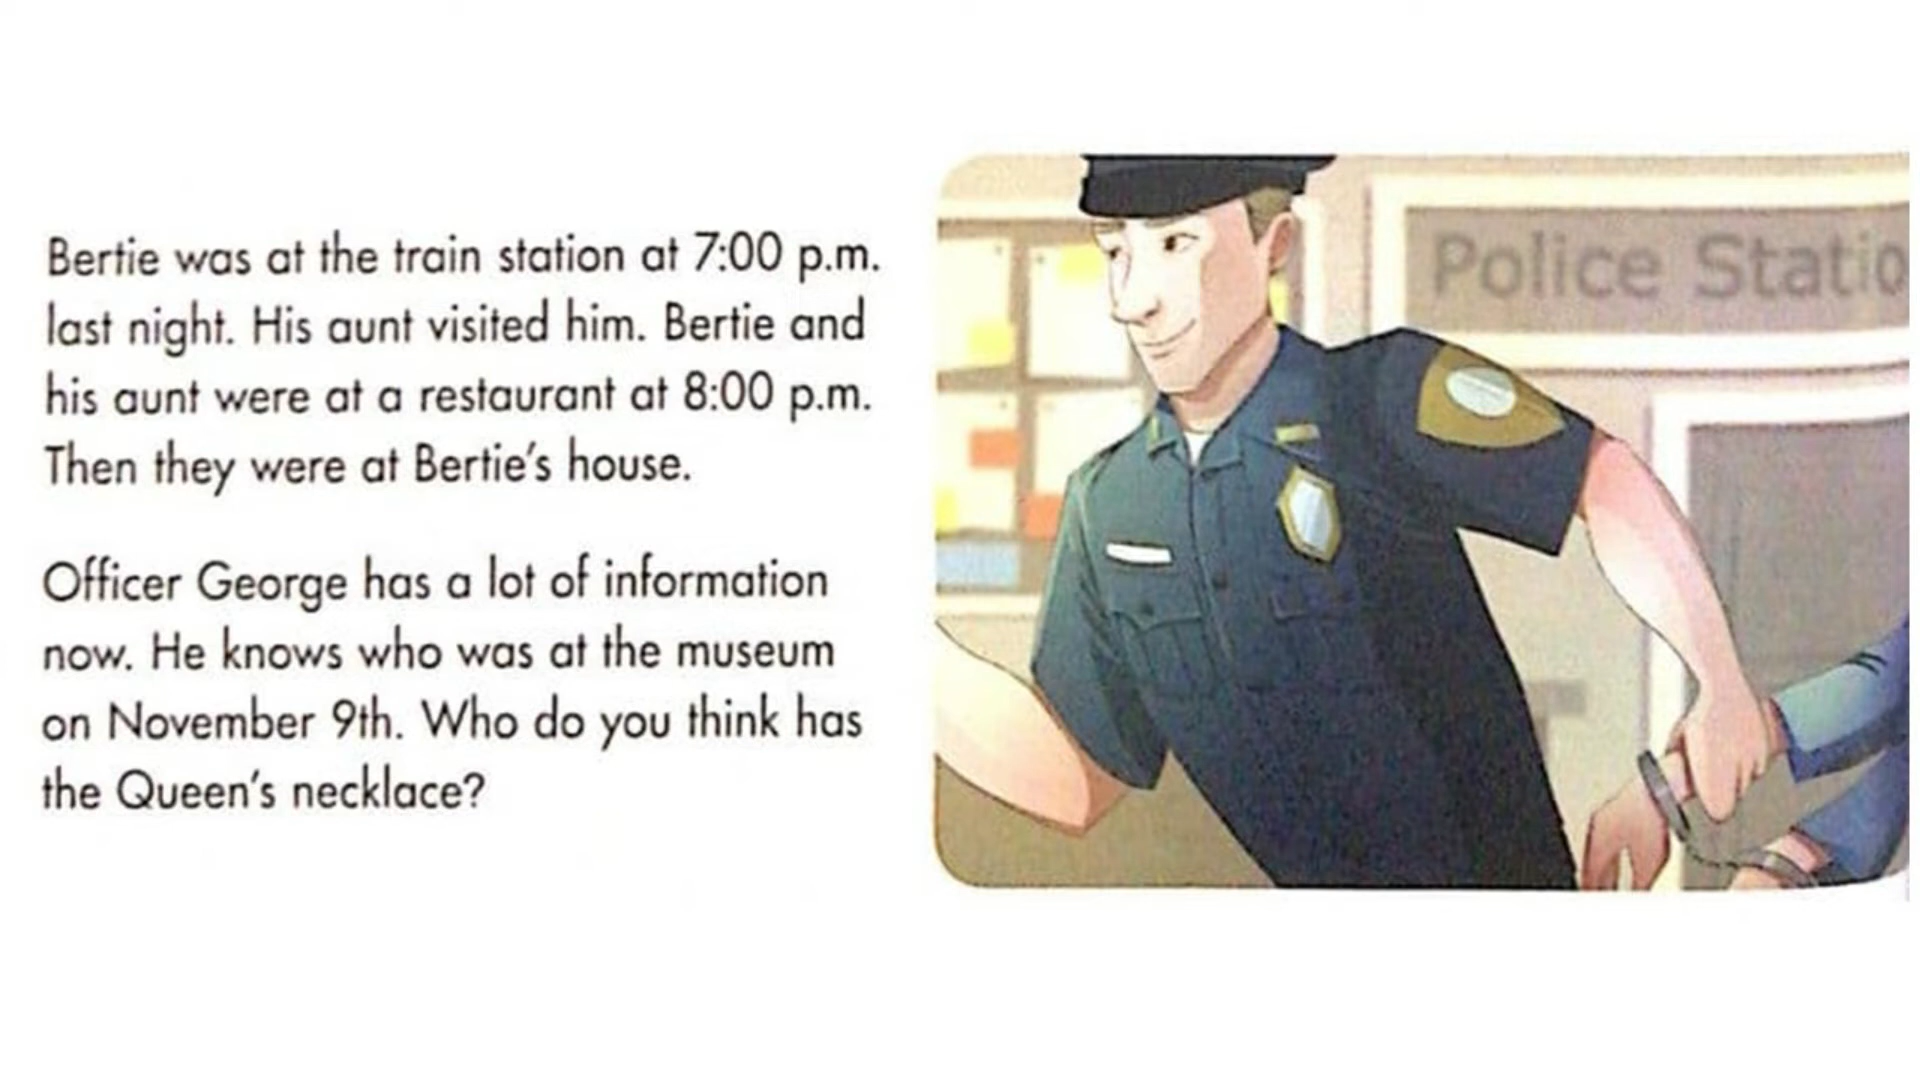 Bertie was at the train station at 7:00 p.m.
last night. His aunt visited him. Bertie and
his aunt were at a restaurant at 8:00 p.m.
Then they were at Bertie's house.
Officer George has a lot of information
now. He knows who was at the museum
on November 9th. Who do you think has
the Queen's necklace?
Police Statio